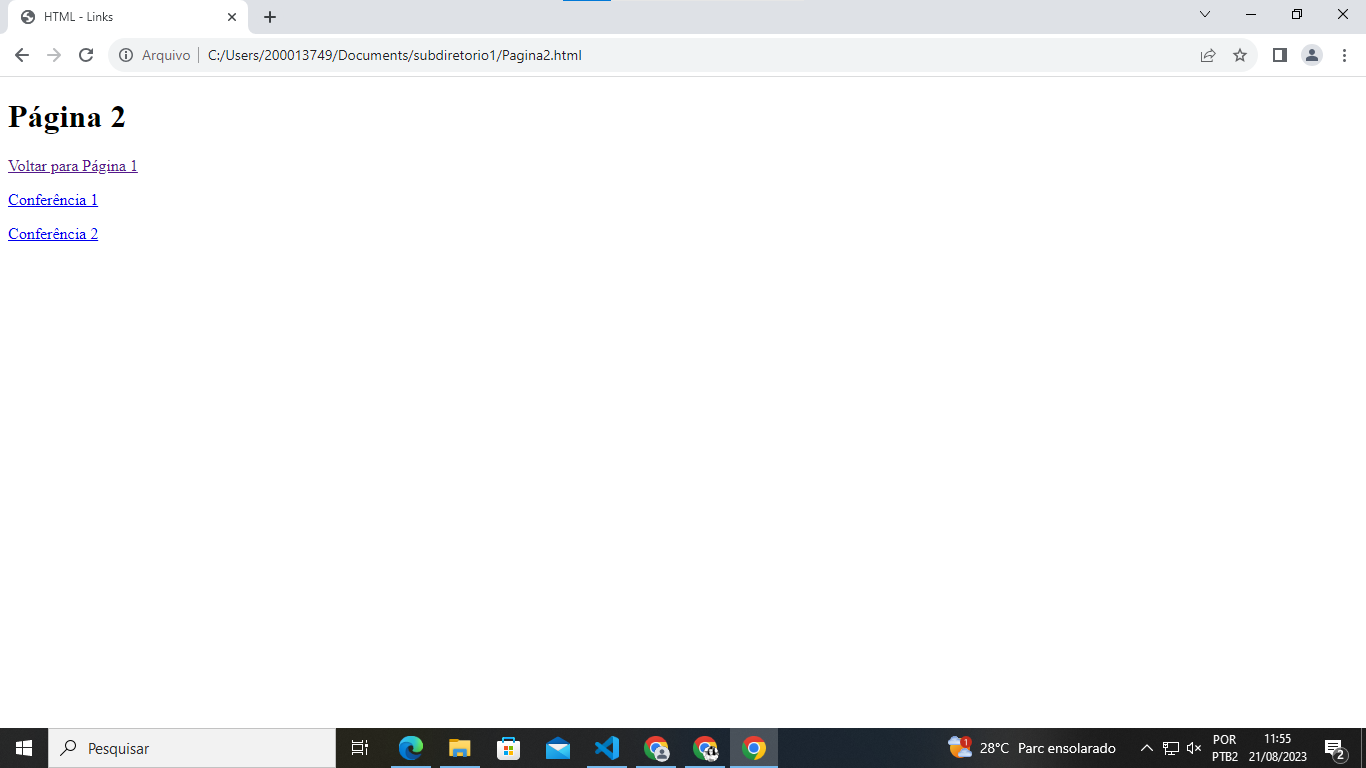 HTML - Links
Arquivo
C:/Users/200013749/Documents/subdiretorio1/Pagina2.html
Página 2
Voltar para Página 1
Conferência 1
Conferência 2
Pesquisar
1
28°C Parc ensolarado
POR
PTB2
11:55
21/08/2023
2